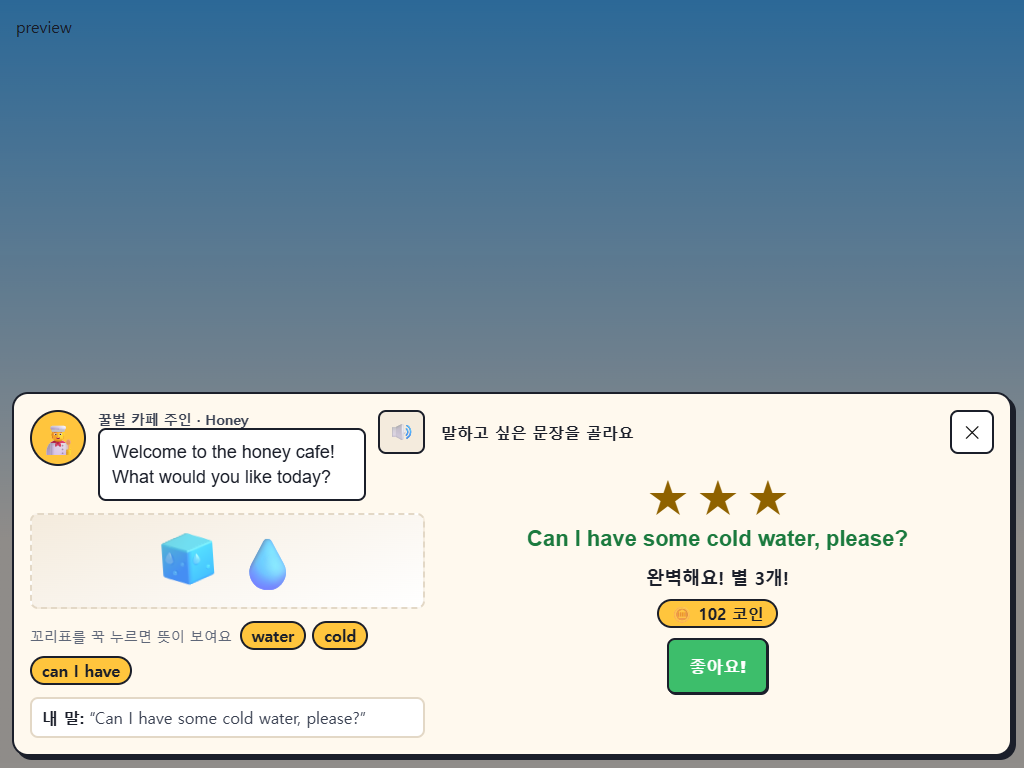 preview
꿀벌 카페 주인 · Honey
Welcome to the honey cafe!
What would you like today?
꼬리표를 꾹 누르면 뜻이 보여요 water cold
can I have
내 말: “Can I have some cold water, please?”
말하고 싶은 문장을 골라요
Can I have some cold water, please?
완벽해요! 별 3개!
102 코인
좋아요!